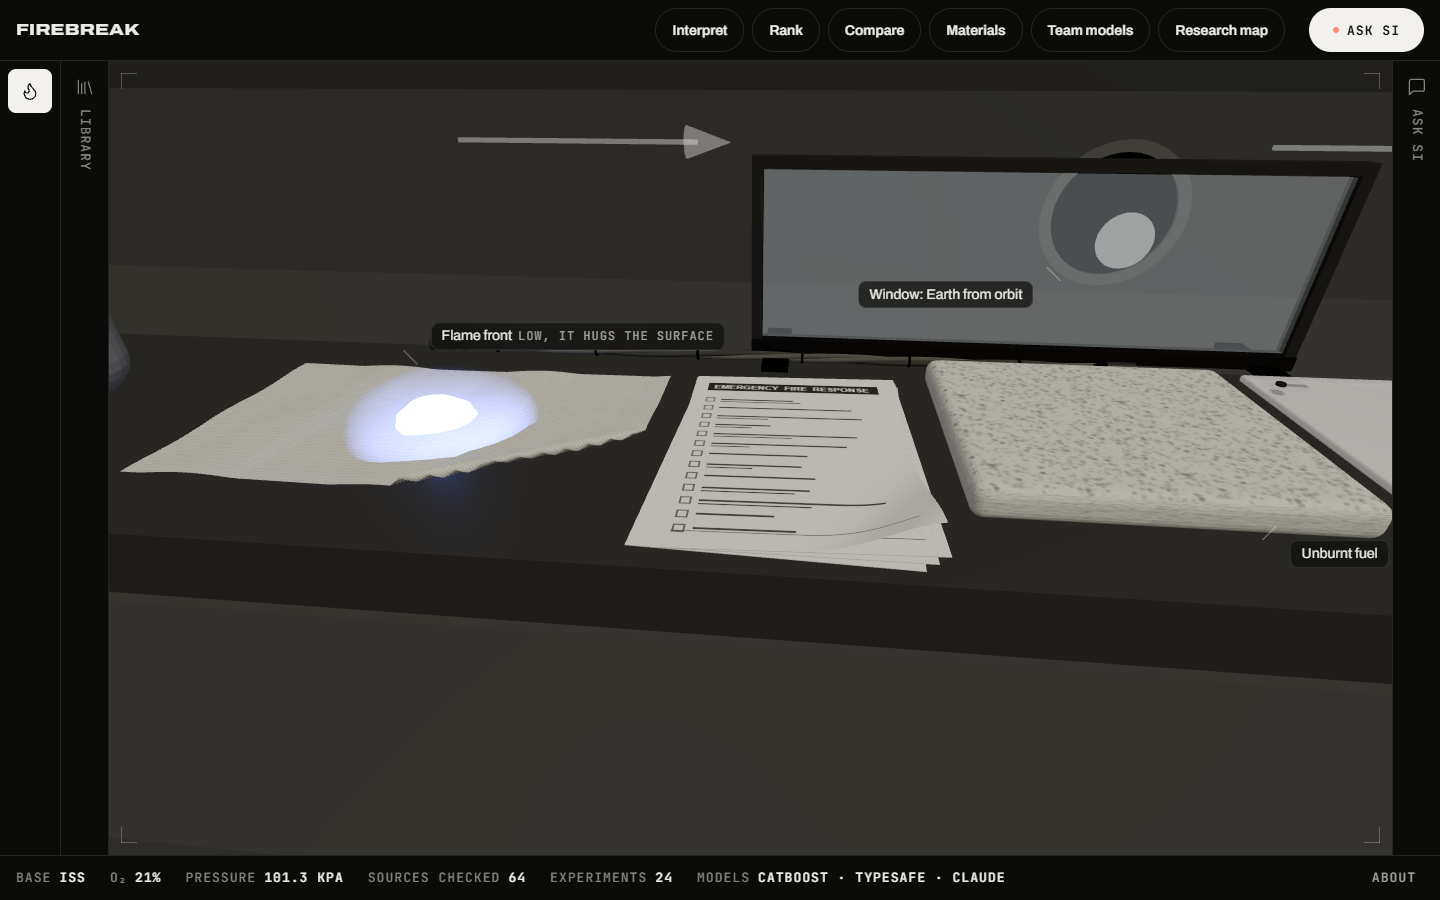 FIREBREAK
Interpret
Rank
Compare
Materials
Team models
Research map
ASK SI
LIBRARY
ASK SI
Window: Earth from orbit
Flame front LOW, IT HUGS THE SURFACE
EMERGENCY FIRE RESPONSE
Unburnt fuel
BASE ISS
O₂ 21%
PRESSURE 101.3 KPA
SOURCES CHECKED 64
EXPERIMENTS 24
MODELS CATBOOST · TYPESAFE · CLAUDE
ABOUT